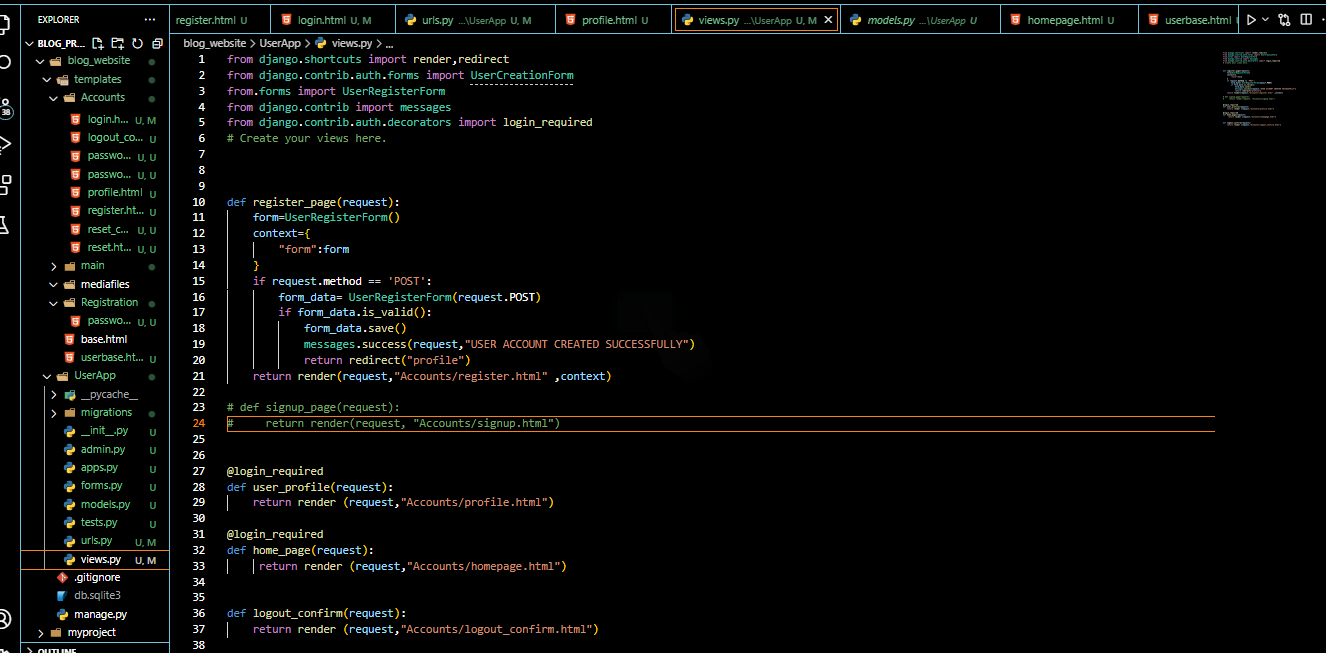 EXPLORER
···
register.html U
login.html U, M
urls.py ...\UserApp U, M
profile.html U
views.py ...\UserApp U, M
models.py ...\UserApp U
homepage.html U
userbase.html
BLOG_PR...
blog_website > UserApp > views.py > ...
blog_website
templates
Accounts
login.h... U, M
logout_co... U
passwo... U, U
passwo... U, U
profile.html U
register.ht... U
reset_c... U, U
reset.ht... U, U
main
mediafiles
Registration
passwo... U, U
base.html
userbase.ht... U
UserApp
__pycache__
migrations
__init__.py U
admin.py U
apps.py U
forms.py U
models.py U
tests.py U
urls.py U, M
views.py U, M
.gitignore
db.sqlite3
manage.py
myproject
OUTLINE
38
1 from django.shortcuts import render,redirect
2 from django.contrib.auth.forms import UserCreationForm
3 from.forms import UserRegisterForm
4 from django.contrib import messages
5 from django.contrib.auth.decorators import login_required
6 # Create your views here.
7
8
9
10 def register_page(request):
11     form=UserRegisterForm()
12     context={
13         "form":form
14     }
15     if request.method == 'POST':
16         form_data= UserRegisterForm(request.POST)
17         if form_data.is_valid():
18             form_data.save()
19             messages.success(request,"USER ACCOUNT CREATED SUCCESSFULLY")
20             return redirect("profile")
21     return render(request,"Accounts/register.html" ,context)
22
23 # def signup_page(request):
24 #     return render(request, "Accounts/signup.html")
25
26
27 @login_required
28 def user_profile(request):
29     return render (request,"Accounts/profile.html")
30
31 @login_required
32 def home_page(request):
33      return render (request,"Accounts/homepage.html")
34
35
36 def logout_confirm(request):
37     return render (request,"Accounts/logout_confirm.html")
38